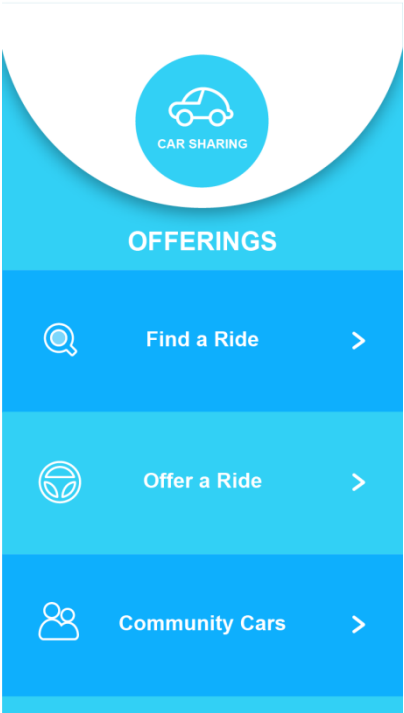 CAR SHARING
OFFERINGS
Find a Ride
Offer a Ride
Community Cars